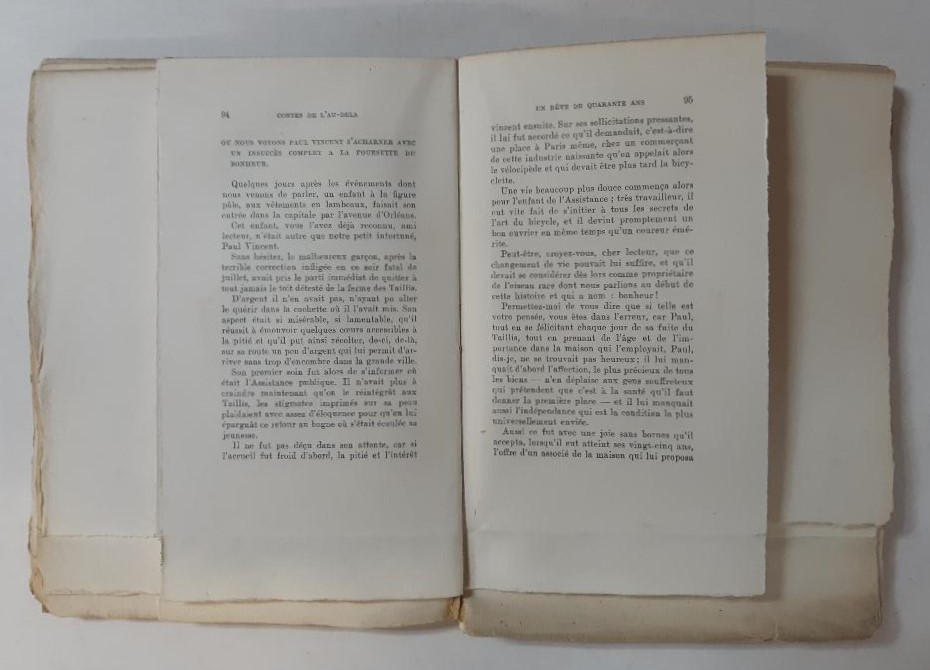 94 CONTES DE L'AU-DELA
OU NOUS VOYONS PAUL VINCENT S'ACHARNER AVEC
UN INSUCCÈS COMPLET A LA POURSUITE DU
BONHEUR.
Quelques jours après les événements dont
nous venons de parler, un enfant à la figure
pâle, aux vêtements en lambeaux, faisait son
entrée dans la capitale par l'avenue d'Orléans.
Cet enfant, vous l'avez déjà reconnu, ami
lecteur, n'était autre que notre petit infortuné,
Paul Vincent.
Sans hésiter, le malheureux garçon, après la
terrible correction infligée en ce soir fatal de
juillet, avait pris le parti immédiat de quitter à
tout jamais le toit détesté de la ferme des Taillis.
D'argent il n'en avait pas, n'ayant pu aller
le quérir dans la cachette où il l'avait mis. Son
aspect était si misérable, si lamentable, qu'il
réussit à émouvoir quelques cœurs accessibles à
la pitié et qu'il put ainsi récolter, de-ci, de-là,
sur sa route un peu d'argent qui lui permit d'ar-
river sans trop d'encombre dans la grande ville.
Son premier soin fut alors de s'informer où
était l'Assistance publique. Il n'avait plus à
craindre maintenant qu'on le réintégrât aux
Taillis, les stigmates imprimés sur sa peau
plaidaient avec assez d'éloquence pour qu'on lui
épargnât ce retour au bagne où s'était écoulée sa
jeunesse.
Il ne fut pas déçu dans son attente, car si
l'accueil fut froid d'abord, la pitié et l'intérêt
UN RÊVE DE QUARANTE ANS 95
vinrent ensuite. Sur ses sollicitations pressantes,
il lui fut accordé ce qu'il demandait, c'est-à-dire
une place à Paris même, chez un commerçant
de cette industrie naissante qu'on appelait alors
le vélocipède et qui devait être plus tard la bicy-
clette.
Une vie beaucoup plus douce commença alors
pour l'enfant de l'Assistance ; très travailleur, il
eut vite fait de s'initier à tous les secrets de
l'art du bicycle, et il devint promptement un
bon ouvrier en même temps qu'un coureur émé-
rite.
Peut-être, croyez-vous, cher lecteur, que ce
changement de vie pouvait lui suffire, et qu'il
devait se considérer dès lors comme propriétaire
de l'oiseau rare dont nous parlions au début de
cette histoire et qui a nom : bonheur !
Permettez-moi de vous dire que si telle est
votre pensée, vous êtes dans l'erreur, car Paul,
tout en se félicitant chaque jour de sa fuite du
Taillis, tout en prenant de l'âge et de l'im-
portance dans la maison qui l'employait, Paul,
dis-je, ne se trouvait pas heureux ; il lui man-
quait d'abord l'affection, le plus précieux de tous
les biens — n'en déplaise aux gens souffreteux
qui prétendent que c'est à la santé qu'il faut
donner la première place — et il lui manquait
aussi l'indépendance qui est la condition la plus
universellement enviée.
Aussi ce fut avec une joie sans bornes qu'il
accepta, lorsqu'il eut atteint ses vingt-cinq ans,
l'offre d'un associé de la maison qui lui proposa